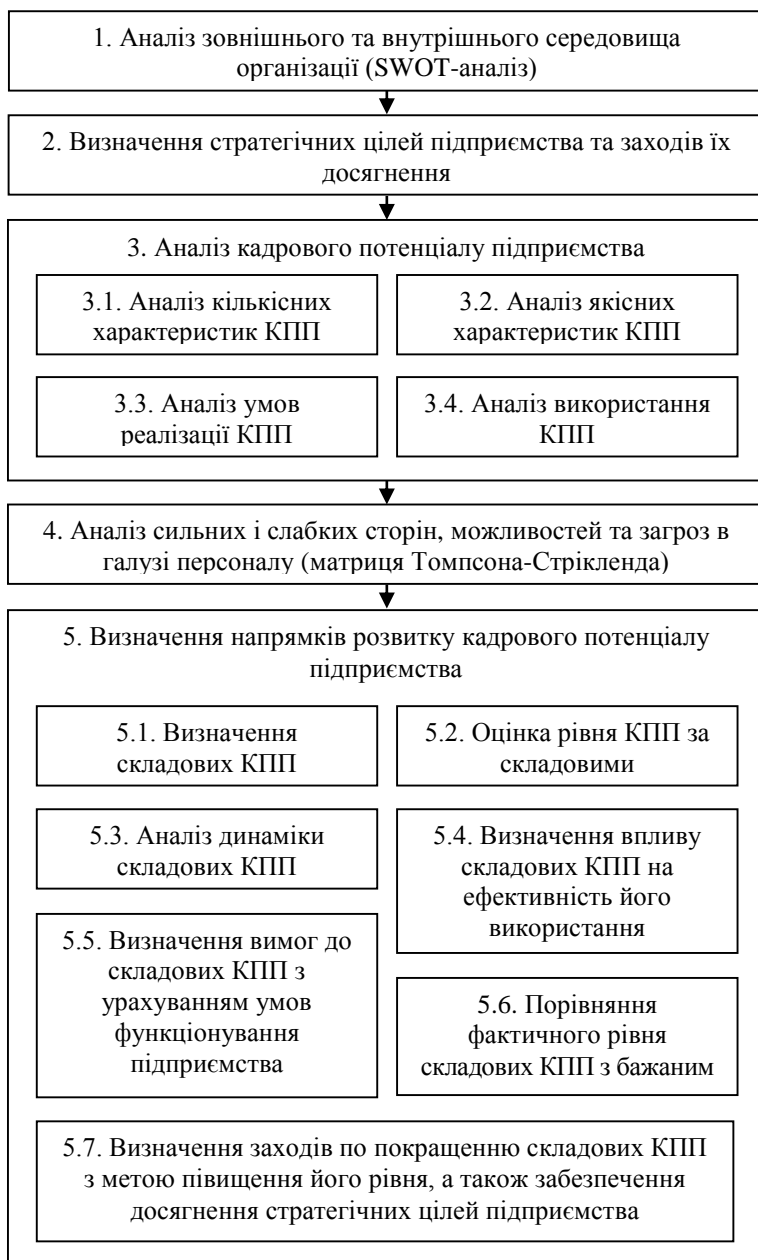 1. Аналіз зовнішнього та внутрішнього середовища
організації (SWOT-аналіз)
2. Визначення стратегічних цілей підприємства та заходів їх
досягнення
3. Аналіз кадрового потенціалу підприємства
3.1. Аналіз кількісних
характеристик КПП
3.2. Аналіз якісних
характеристик КПП
3.3. Аналіз умов
реалізації КПП
3.4. Аналіз використання
КПП
4. Аналіз сильних і слабких сторін, можливостей та загроз в
галузі персоналу (матриця Томпсона-Стрікленда)
5. Визначення напрямків розвитку кадрового потенціалу
підприємства
5.1. Визначення
складових КПП
5.2. Оцінка рівня КПП за
складовими
5.3. Аналіз динаміки
складових КПП
5.4. Визначення впливу
складових КПП на
ефективність його
використання
5.5. Визначення вимог до
складових КПП з
урахуванням умов
функціонування
підприємства
5.6. Порівняння
фактичного рівня
складових КПП з бажаним
5.7. Визначення заходів по покращенню складових КПП
з метою півищення його рівня, а також забезпечення
досягнення стратегічних цілей підприємства